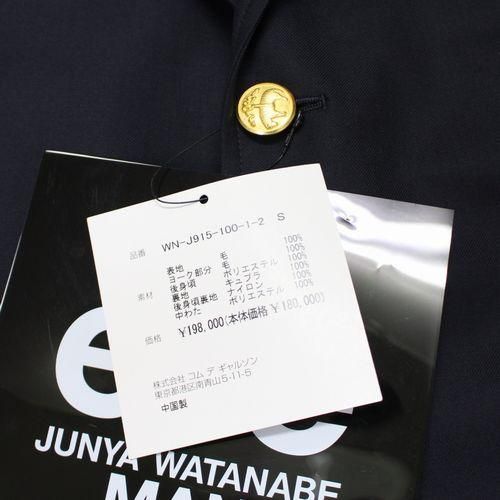 品番 WN-J915-100-1-2 S
素材
表地 毛 100%
ヨーク部分 毛 100%
後身頃 ポリエステル 100%
裏地 キュプラ 100%
後身頃裏地 ナイロン 100%
中わた ポリエステル 100%
価格 ¥198,000(本体価格 ¥180,000)
株式会社 コム デ ギャルソン
東京都港区南青山5-11-5
中国製
JUNYA WATANABE
MAN